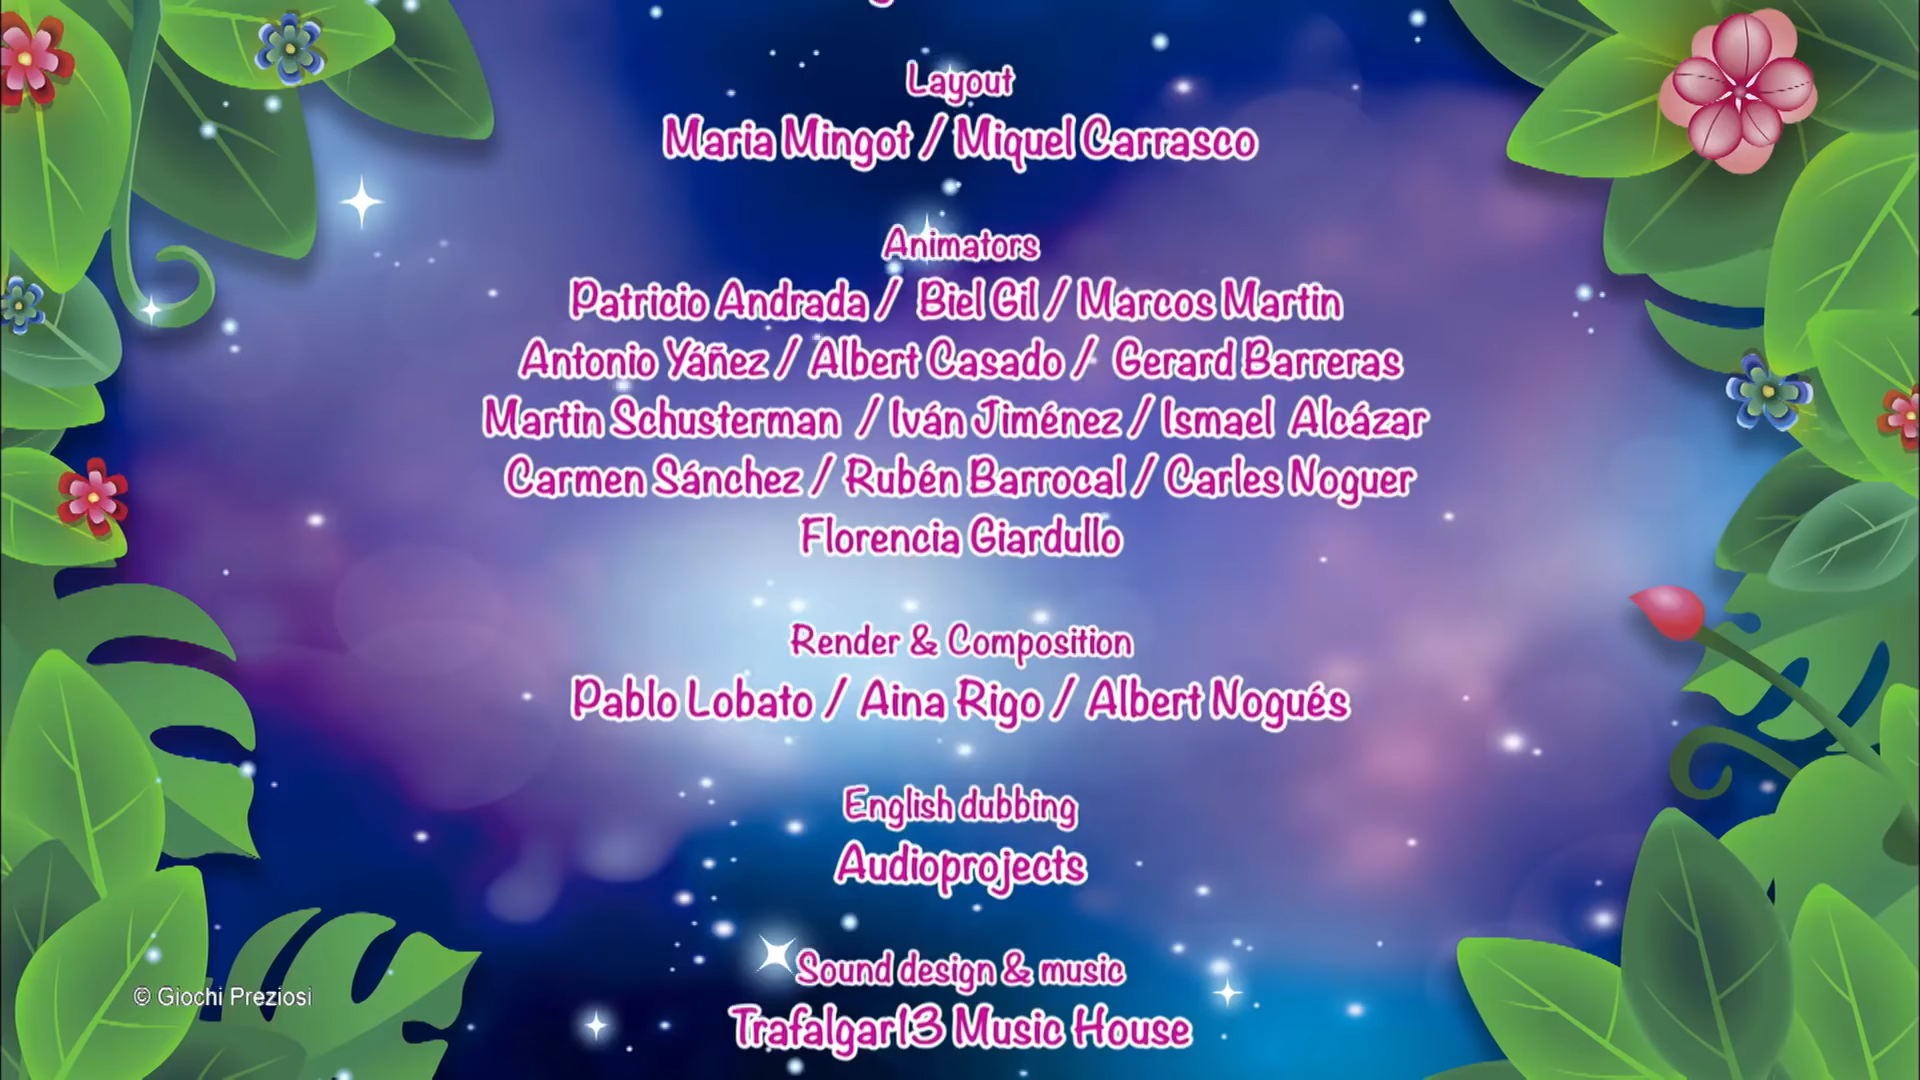 Layout
Maria Mingot / Miquel Carrasco
Animators
Patricio Andrada / Biel Gil / Marcos Martin
Antonio Yáñez / Albert Casado / Gerard Barreras
Martin Schusterman / Iván Jiménez / Ismael Alcázar
Carmen Sánchez / Rubén Barrocal / Carles Noguer
Florencia Giardullo
Render & Composition
Pablo Lobato / Aina Rigo / Albert Nogués
English dubbing
Audioprojects
Sound design & music
© Giochi Preziosi
Trafalgar13 Music House